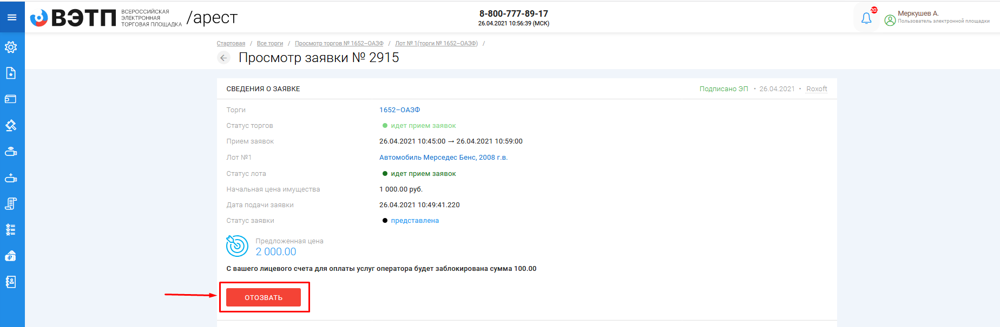 ВЭТП
ВСЕРОССИЙСКАЯ
ЭЛЕКТРОННАЯ
ТОРГОВАЯ ПЛОЩАДКА
/арест
8-800-777-89-17
26.04.2021 10:56:39 (МСК)
Меркушев А.
Пользователь электронной площадки
Стартовая / Все торги / Просмотр торгов № 1652–ОАЗФ / Лот № 1(торги № 1652–ОАЗФ) /
Просмотр заявки № 2915
СВЕДЕНИЯ О ЗАЯВКЕ Подписано ЭП • 26.04.2021 • Roxoft
Торги 1652–ОАЗФ
Статус торгов идет прием заявок
Прием заявок 26.04.2021 10:45:00 → 26.04.2021 10:59:00
Лот №1 Автомобиль Мерседес Бенс, 2008 г.в.
Статус лота идет прием заявок
Начальная цена имущества 1 000.00 руб.
Дата подачи заявки 26.04.2021 10:49:41.220
Статус заявки представлена
Предложенная цена
2 000.00
С вашего лицевого счета для оплаты услуг оператора будет заблокирована сумма 100.00
ОТОЗВАТЬ